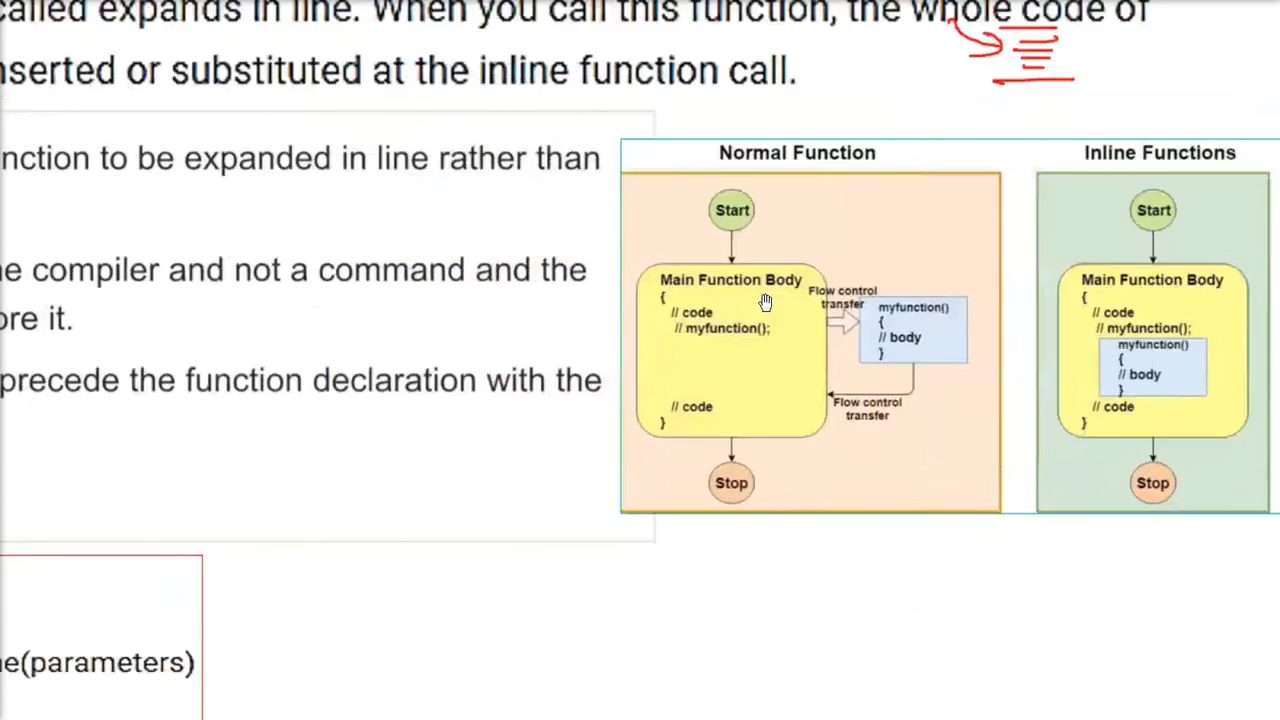 called expands in line. When you call this function, the whole code of
nserted or substituted at the inline function call.
nction to be expanded in line rather than
e compiler and not a command and the
ore it.
precede the function declaration with the
e(parameters)
Normal Function
Start
Main Function Body
{
// code
// myfunction();
// code
}
Stop
Flow control
transfer
myfunction()
{
// body
}
Flow control
transfer
Inline Functions
Start
Main Function Body
{
// code
// myfunction();
myfunction()
{
// body
}
// code
}
Stop